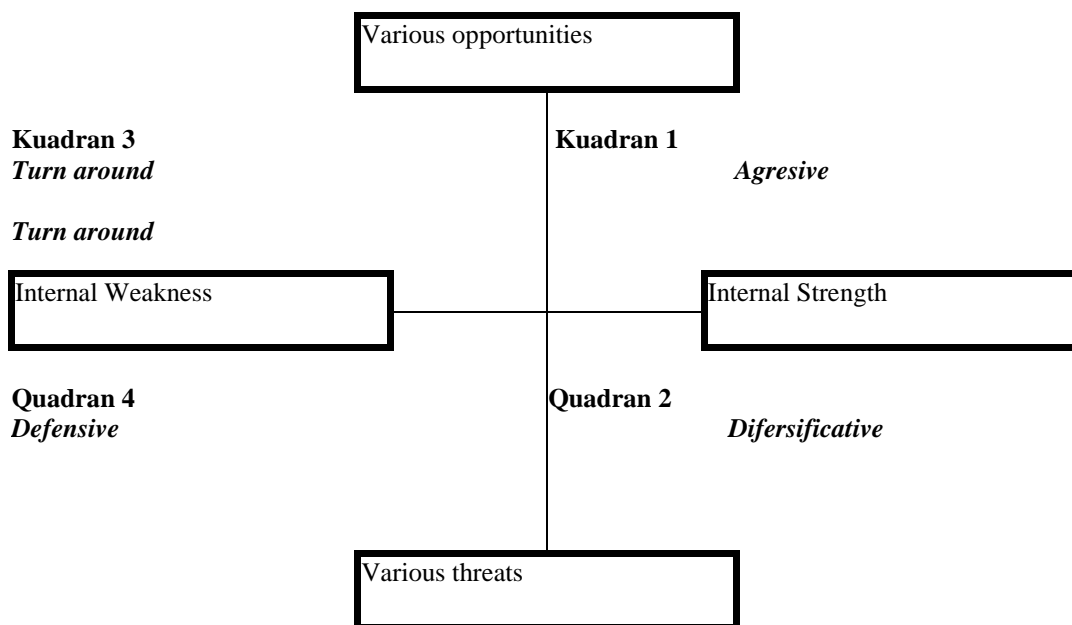 Various opportunities
Kuadran 3
Kuadran 1
Turn around
Agresive
Turn around
Internal Weakness
Internal Strength
Quadran 4
Quadran 2
Defensive
Difersificative
Various threats